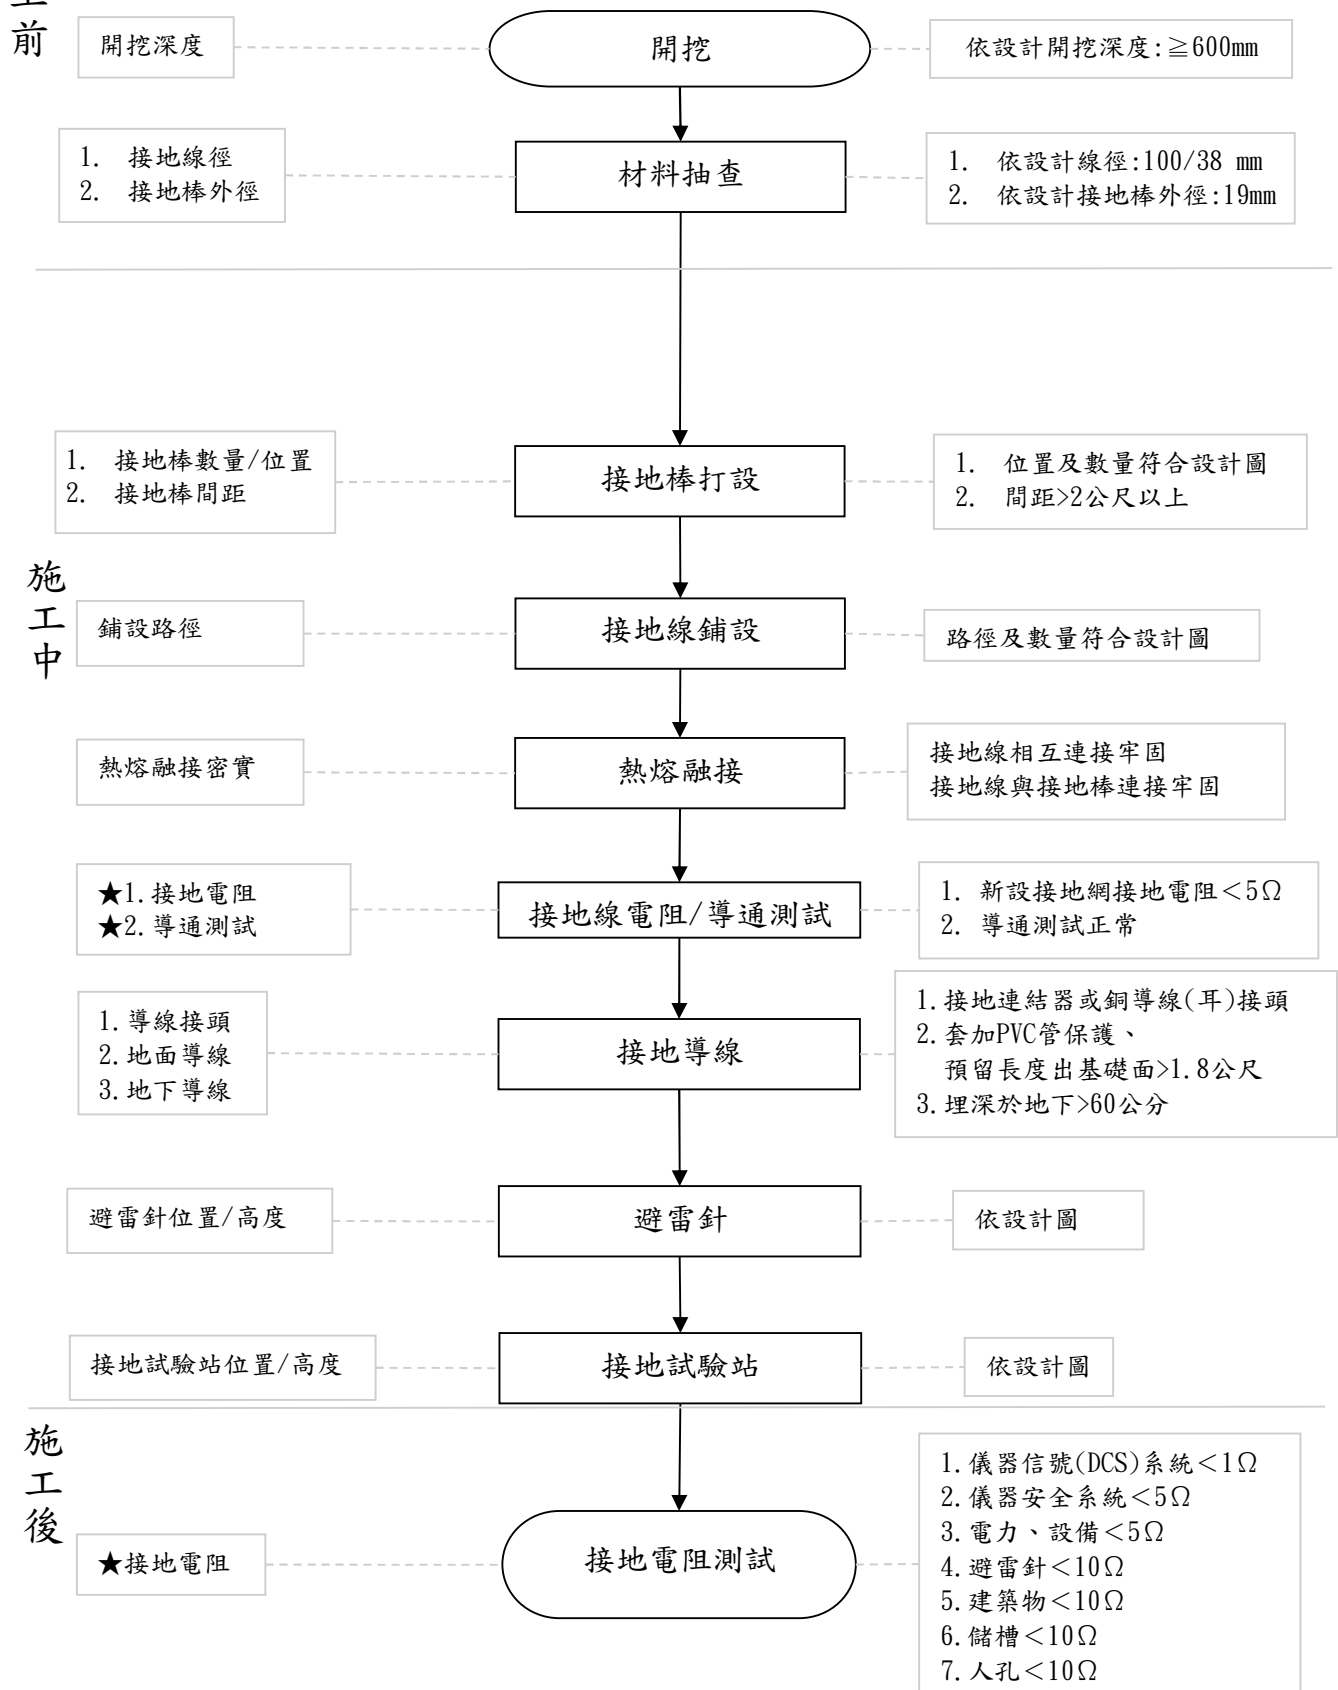 前
開挖深度
開挖
依設計開挖深度:≧600mm
1. 接地線徑
2. 接地棒外徑
材料抽查
1. 依設計線徑:100/38 mm
2. 依設計接地棒外徑:19mm
施工中
1. 接地棒數量/位置
2. 接地棒間距
接地棒打設
1. 位置及數量符合設計圖
2. 間距>2公尺以上
鋪設路徑
接地線鋪設
路徑及數量符合設計圖
熱熔融接密實
熱熔融接
接地線相互連接牢固
接地線與接地棒連接牢固
★1.接地電阻
★2.導通測試
接地線電阻/導通測試
1. 新設接地網接地電阻＜5Ω
2. 導通測試正常
1.導線接頭
2.地面導線
3.地下導線
接地導線
1.接地連結器或銅導線(耳)接頭
2.套加PVC管保護、
預留長度出基礎面>1.8公尺
3.埋深於地下>60公分
避雷針位置/高度
避雷針
依設計圖
接地試驗站位置/高度
接地試驗站
依設計圖
施工後
★接地電阻
接地電阻測試
1.儀器信號(DCS)系統＜1Ω
2.儀器安全系統＜5Ω
3.電力、設備＜5Ω
4.避雷針＜10Ω
5.建築物＜10Ω
6.儲槽＜10Ω
7.人孔＜10Ω